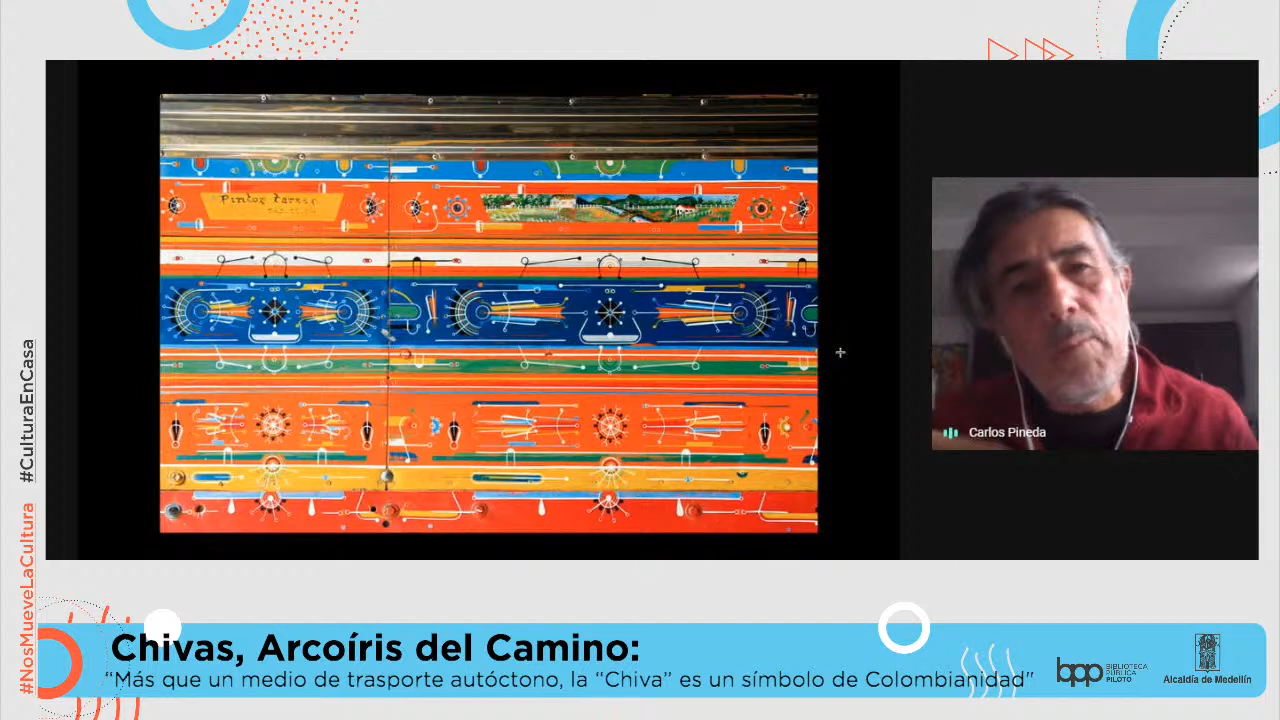 #NosMueveLaCultura #CulturaEnCasa
Pintor
Carlos Pineda
Chivas, Arcoíris del Camino:
“Más que un medio de trasporte autóctono, la “Chiva” es un símbolo de Colombianidad"
bpp BIBLIOTECA
PÚBLICA
PILOTO
Alcaldía de Medellín